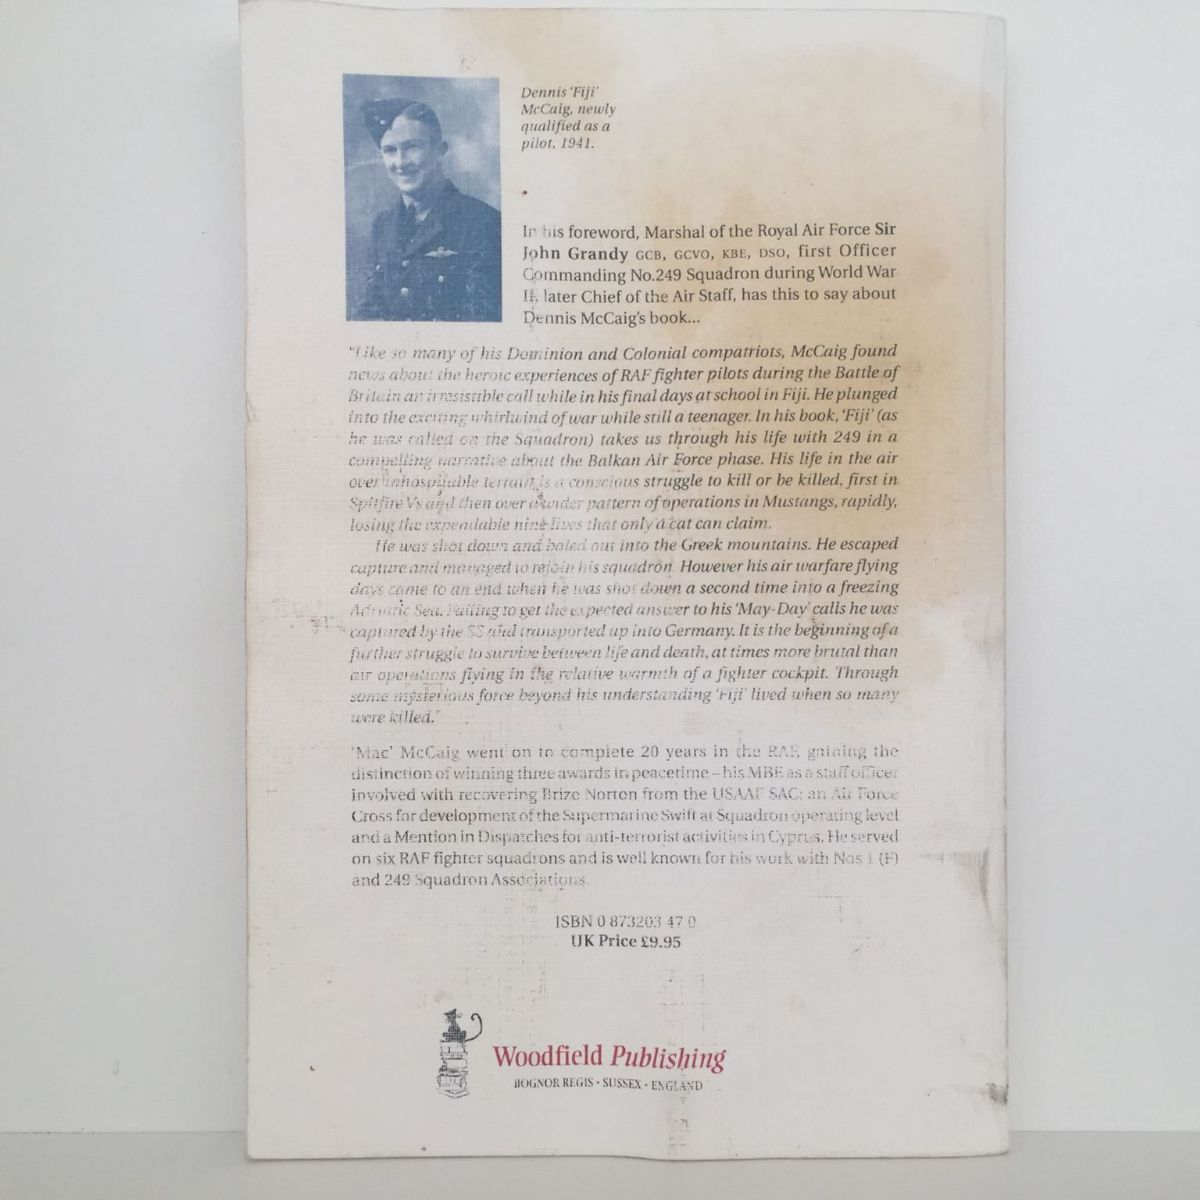 Dennis 'Fiji'
McCaig, newly
qualified as a
pilot, 1941.
In his foreword, Marshal of the Royal Air Force Sir
John Grandy GCB, GCVO, KBE, DSO, first Officer
Commanding No.249 Squadron during World War
II, later Chief of the Air Staff, has this to say about
Dennis McCaig's book...
"Like so many of his Dominion and Colonial compatriots, McCaig found
news about the heroic experiences of RAF fighter pilots during the Battle of
Britain an irresistible call while in his final days at school in Fiji. He plunged
into the exciting whirlwind of war while still a teenager. In his book, 'Fiji' (as
he was called on the Squadron) takes us through his life with 249 in a
compelling narrative about the Balkan Air Force phase. His life in the air
over inhospitable terrain is a conscious struggle to kill or be killed, first in
Spitfire Vs and then over a wider pattern of operations in Mustangs, rapidly,
losing the expendable nine lives that only a cat can claim.
He was shot down and baled out into the Greek mountains. He escaped
capture and managed to rejoin his squadron. However his air warfare flying
days came to an end when he was shot down a second time into a freezing
Adriatic Sea. Failing to get the expected answer to his 'May-Day' calls he was
captured by the SS and transported up into Germany. It is the beginning of a
further struggle to survive between life and death, at times more brutal than
air operations flying in the relative warmth of a fighter cockpit. Through
some mysterious force beyond his understanding 'Fiji' lived when so many
were killed."
'Mac' McCaig went on to complete 20 years in the RAF, gaining the
distinction of winning three awards in peacetime – his MBE as a staff officer
involved with recovering Brize Norton from the USAAF SAC; an Air Force
Cross for development of the Supermarine Swift at Squadron operating level
and a Mention in Dispatches for anti-terrorist activities in Cyprus. He served
on six RAF fighter squadrons and is well known for his work with Nos 1 (F)
and 249 Squadron Associations.
ISBN 0 873203 47 0
UK Price £9.95
Woodfield Publishing
BOGNOR REGIS • SUSSEX • ENGLAND